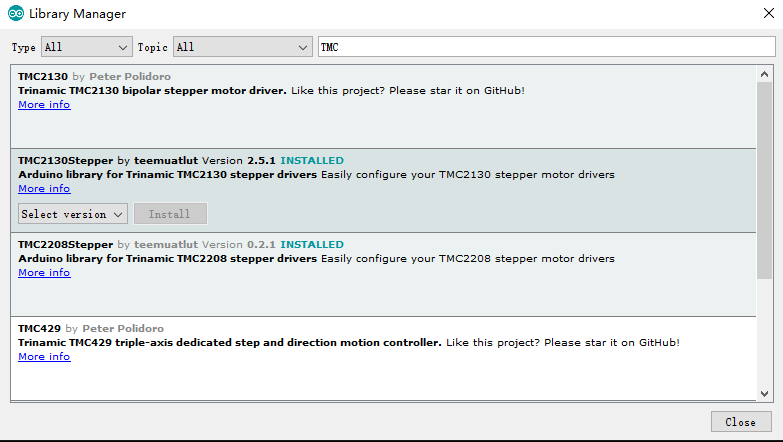 Library Manager
Type All Topic All TMC
TMC2130 by Peter Polidoro
Trinamic TMC2130 bipolar stepper motor driver. Like this project? Please star it on GitHub!
More info
TMC2130Stepper by teemuatlut Version 2.5.1 INSTALLED
Arduino library for Trinamic TMC2130 stepper drivers Easily configure your TMC2130 stepper motor drivers
More info
Select version Install
TMC2208Stepper by teemuatlut Version 0.2.1 INSTALLED
Arduino library for Trinamic TMC2208 stepper drivers Easily configure your TMC2208 stepper motor drivers
More info
TMC429 by Peter Polidoro
Trinamic TMC429 triple-axis dedicated step and direction motion controller. Like this project? Please star it on GitHub!
More info
Close